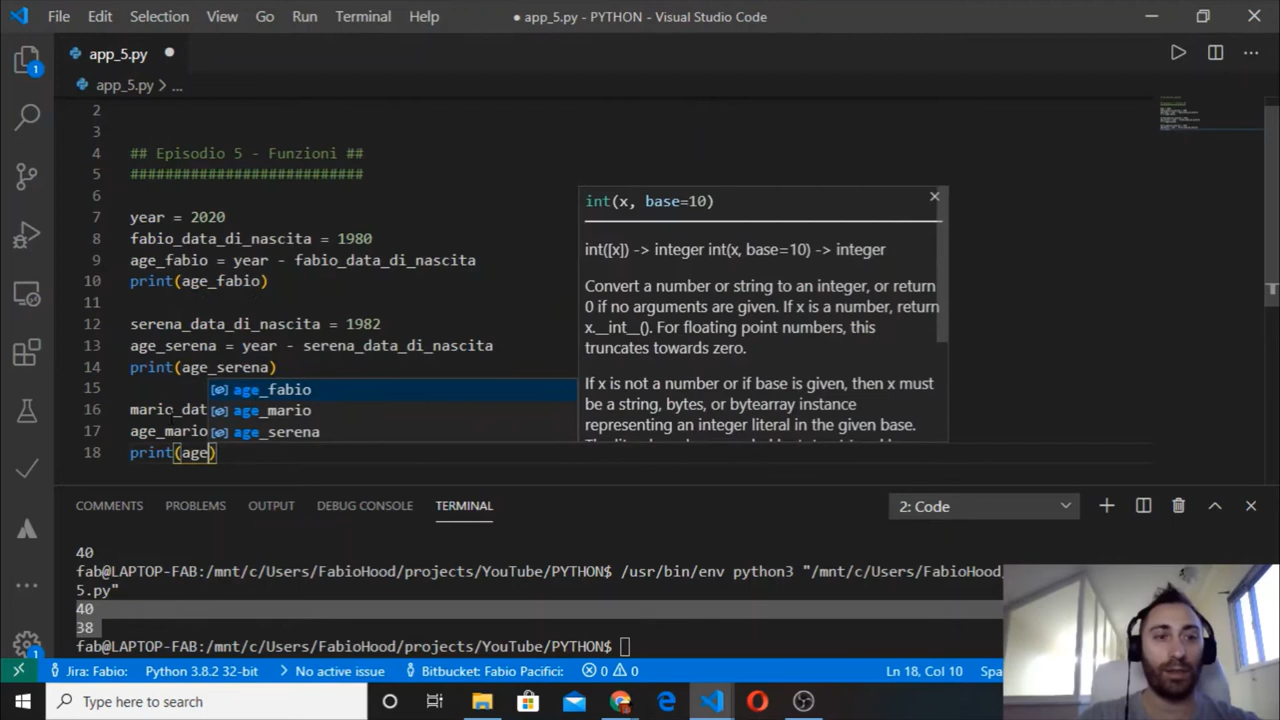 File Edit Selection View Go Run Terminal Help
● app_5.py - PYTHON - Visual Studio Code
app_5.py
app_5.py > ...
2
3
4 ## Episodio 5 - Funzioni ##
5 ###########################
6
7 year = 2020
8 fabio_data_di_nascita = 1980
9 age_fabio = year - fabio_data_di_nascita
10 print(age_fabio)
11
12 serena_data_di_nascita = 1982
13 age_serena = year - serena_data_di_nascita
14 print(age_serena)
15
16 mario_dat
17 age_mario
18 print(age)
age_fabio
age_mario
age_serena
int(x, base=10)
int([x]) -> integer int(x, base=10) -> integer
Convert a number or string to an integer, or return
0 if no arguments are given. If x is a number, return
x.__int__(). For floating point numbers, this
truncates towards zero.
If x is not a number or if base is given, then x must
be a string, bytes, or bytearray instance
representing an integer literal in the given base.
COMMENTS PROBLEMS OUTPUT DEBUG CONSOLE TERMINAL 2: Code
40
fab@LAPTOP-FAB:/mnt/c/Users/FabioHood/projects/YouTube/PYTHON$ /usr/bin/env python3 "/mnt/c/Users/FabioHood/
5.py"
40
38
fab@LAPTOP-FAB:/mnt/c/Users/FabioHood/projects/YouTube/PYTHON$
Jira: Fabio: Python 3.8.2 32-bit No active issue Bitbucket: Fabio Pacifici: 0 0 Ln 18, Col 10 Spa
Type here to search